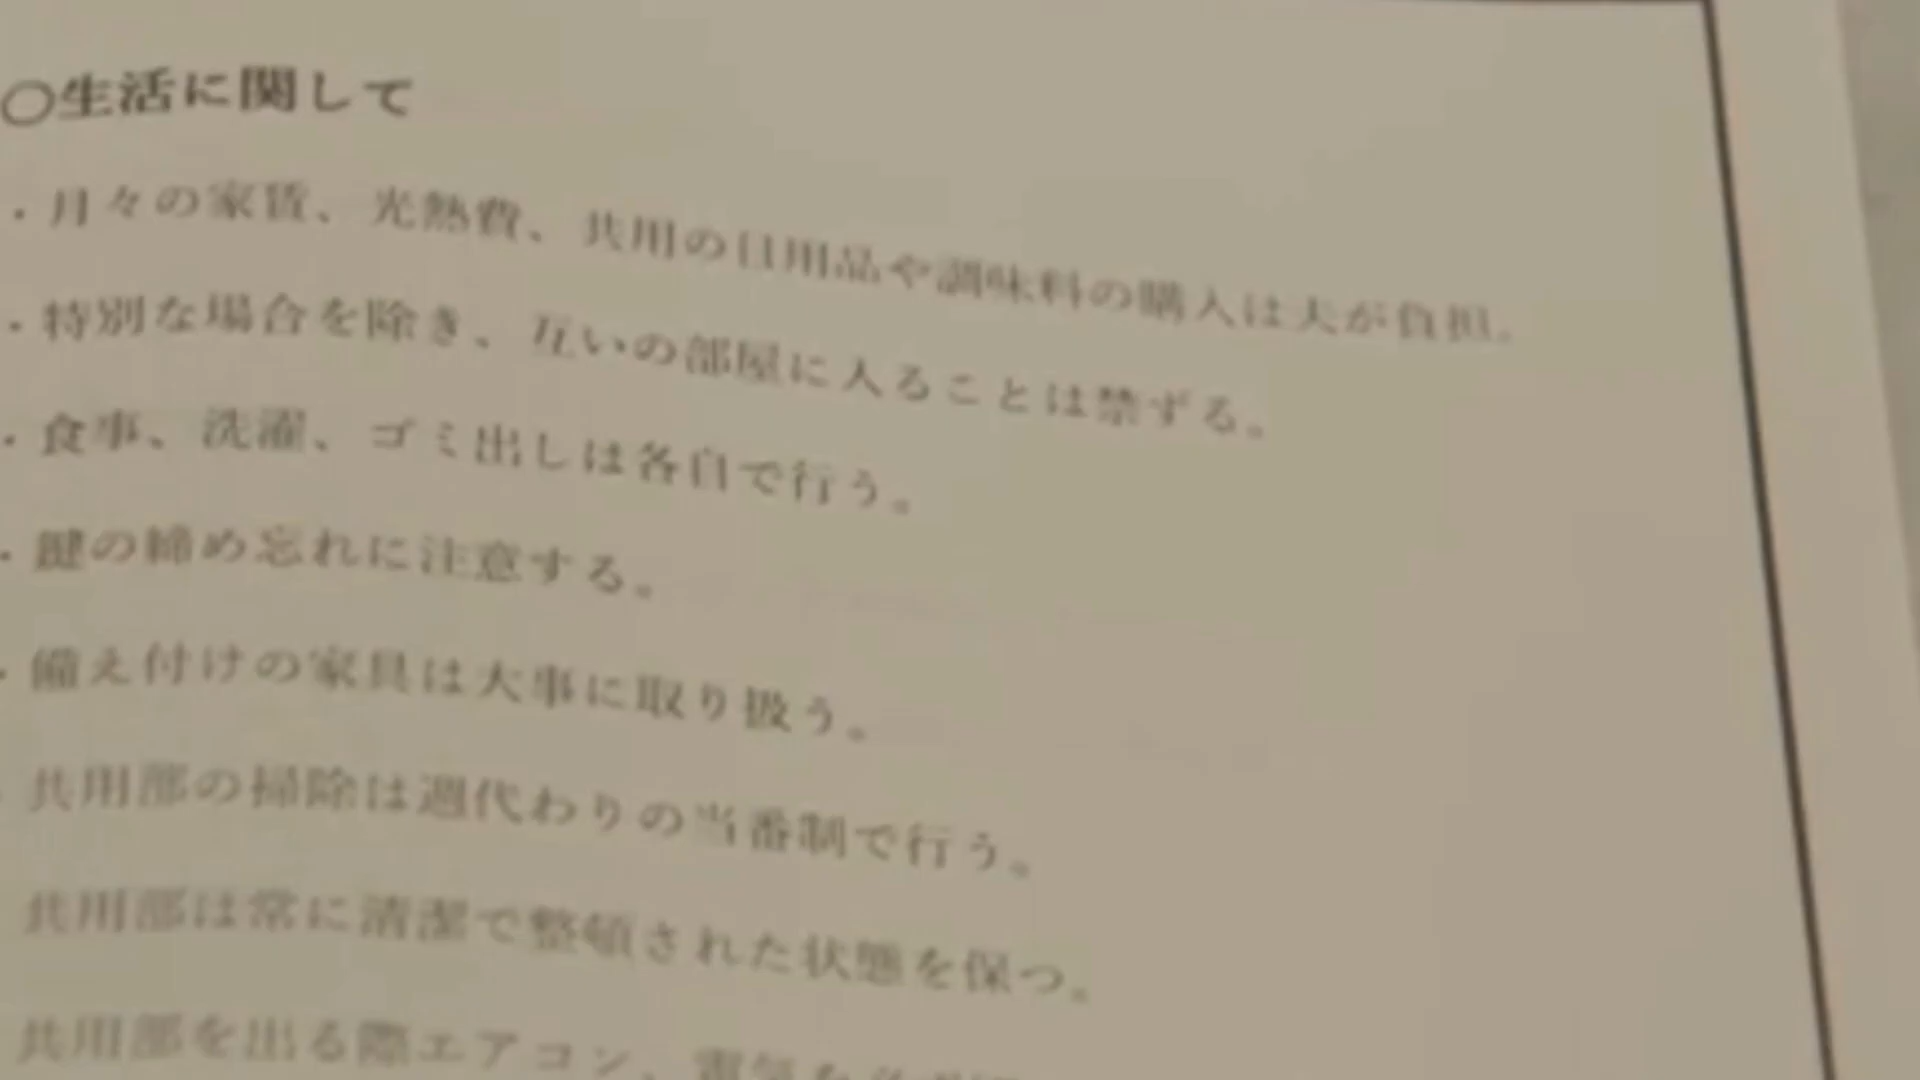 ○生活に関して
・月々の家賃、光熱費、共用の日用品や調味料の購入は夫が負担。
・特別な場合を除き、互いの部屋に入ることは禁ずる。
・食事、洗濯、ゴミ出しは各自で行う。
・鍵の締め忘れに注意する。
・備え付けの家具は大事に取り扱う。
共用部の掃除は週代わりの当番制で行う。
共用部は常に清潔で整頓された状態を保つ。
共用部を出る際エアコン、電気を